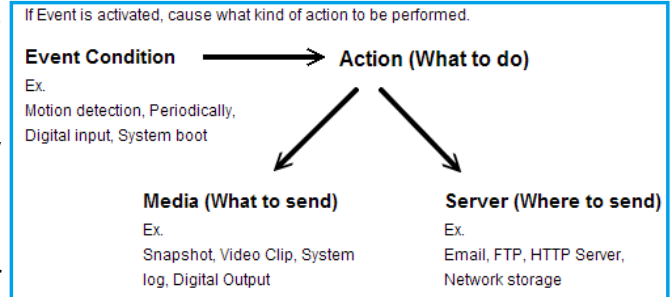 If Event is activated, cause what kind of action to be performed.
Event Condition
Action (What to do)
Ex.
Motion detection, Periodically,
Digital input, System boot
Media (What to send)
Ex.
Snapshot, Video Clip, System
log, Digital Output
Server (Where to send)
Ex.
Email, FTP, HTTP Server,
Network storage